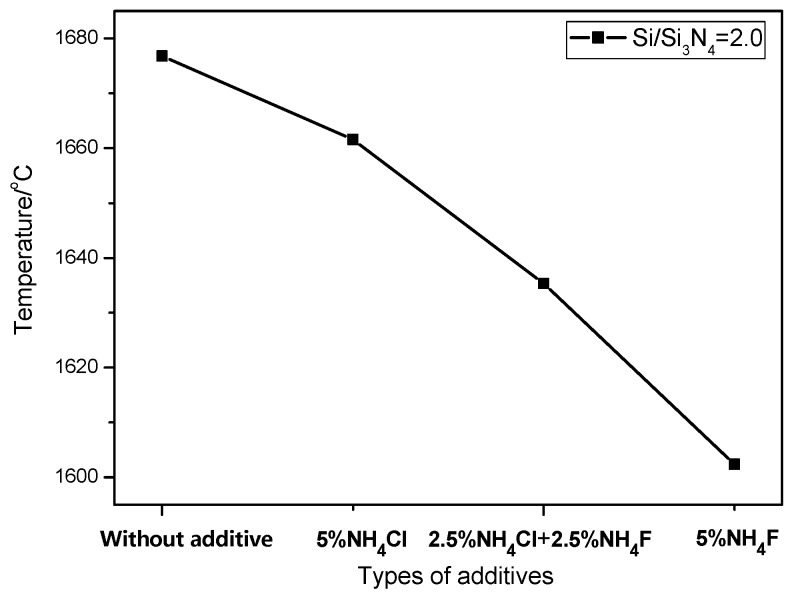 1680
Si/Si₃N₄=2.0
1660
1640
1620
1600
Temperature/°C
Without additive 5%NH₄Cl 2.5%NH₄Cl+2.5%NH₄F 5%NH₄F
Types of additives